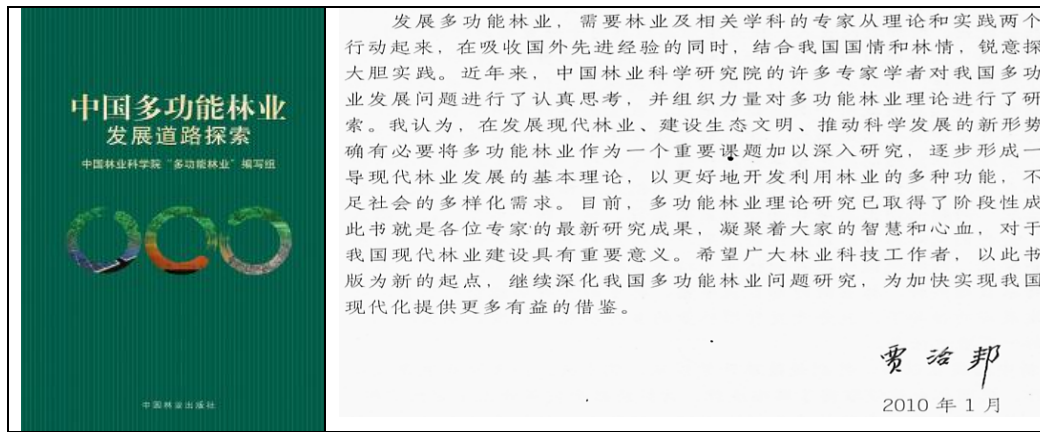 中国多功能林业
发展道路探索
中国林业科学院“多功能林业”编写组
中国林业出版社
发展多功能林业，需要林业及相关学科的专家从理论和实践两个
行动起来，在吸收国外先进经验的同时，结合我国国情和林情，锐意探
大胆实践。近年来，中国林业科学研究院的许多专家学者对我国多功
业发展问题进行了认真思考，并组织力量对多功能林业理论进行了研
索。我认为，在发展现代林业、建设生态文明、推动科学发展的新形势
确有必要将多功能林业作为一个重要课题加以深入研究，逐步形成一
导现代林业发展的基本理论，以更好地开发利用林业的多种功能，不
足社会的多样化需求。目前，多功能林业理论研究已取得了阶段性成
此书就是各位专家的最新研究成果，凝聚着大家的智慧和心血，对于
我国现代林业建设具有重要意义。希望广大林业科技工作者，以此书
版为新的起点，继续深化我国多功能林业问题研究，为加快实现我国
现代化提供更多有益的借鉴。
贾治邦
2010 年 1 月